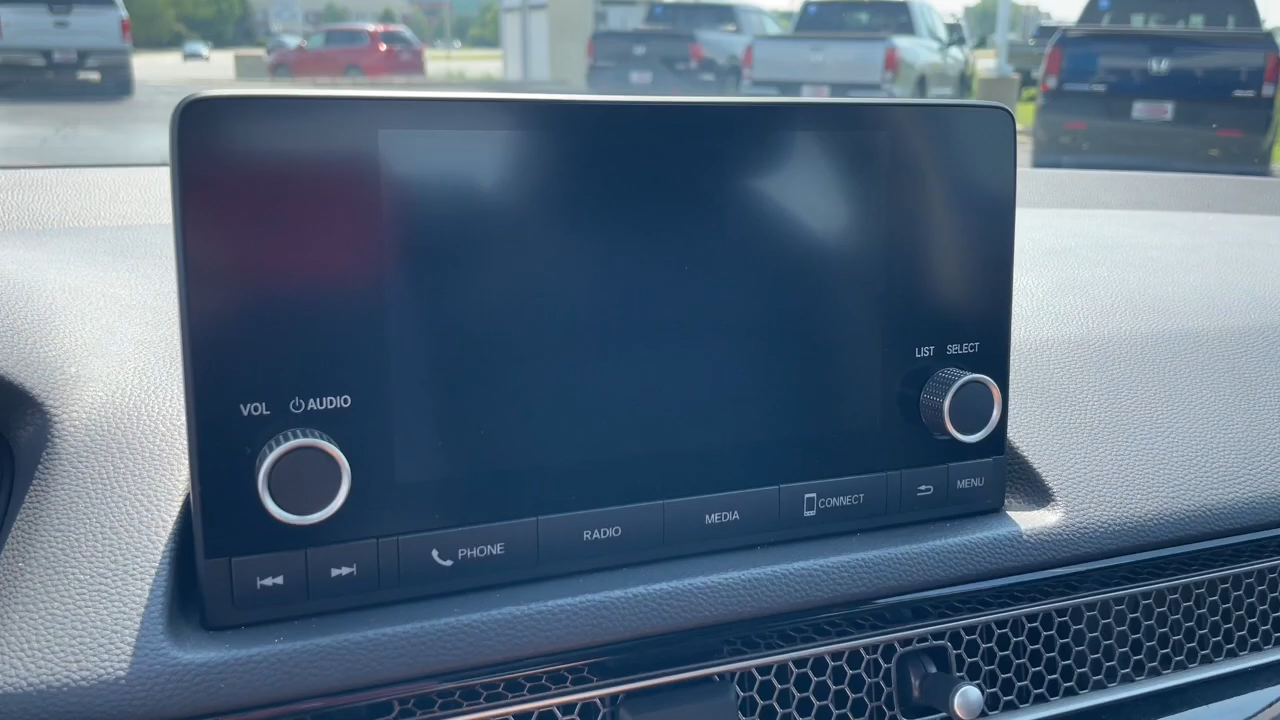 LIST SELECT
VOL AUDIO
PHONE
RADIO
MEDIA
CONNECT
MENU